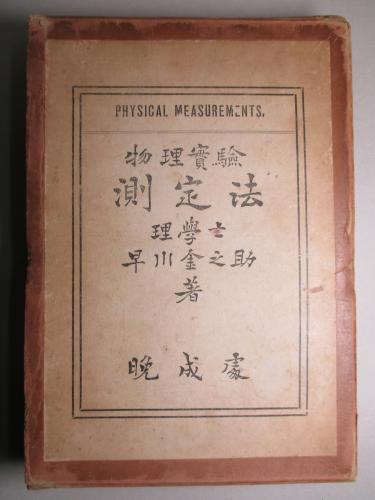 PHYSICAL MEASUREMENTS.
物理實驗
測定法
理學士
早川金之助
著
晩成處